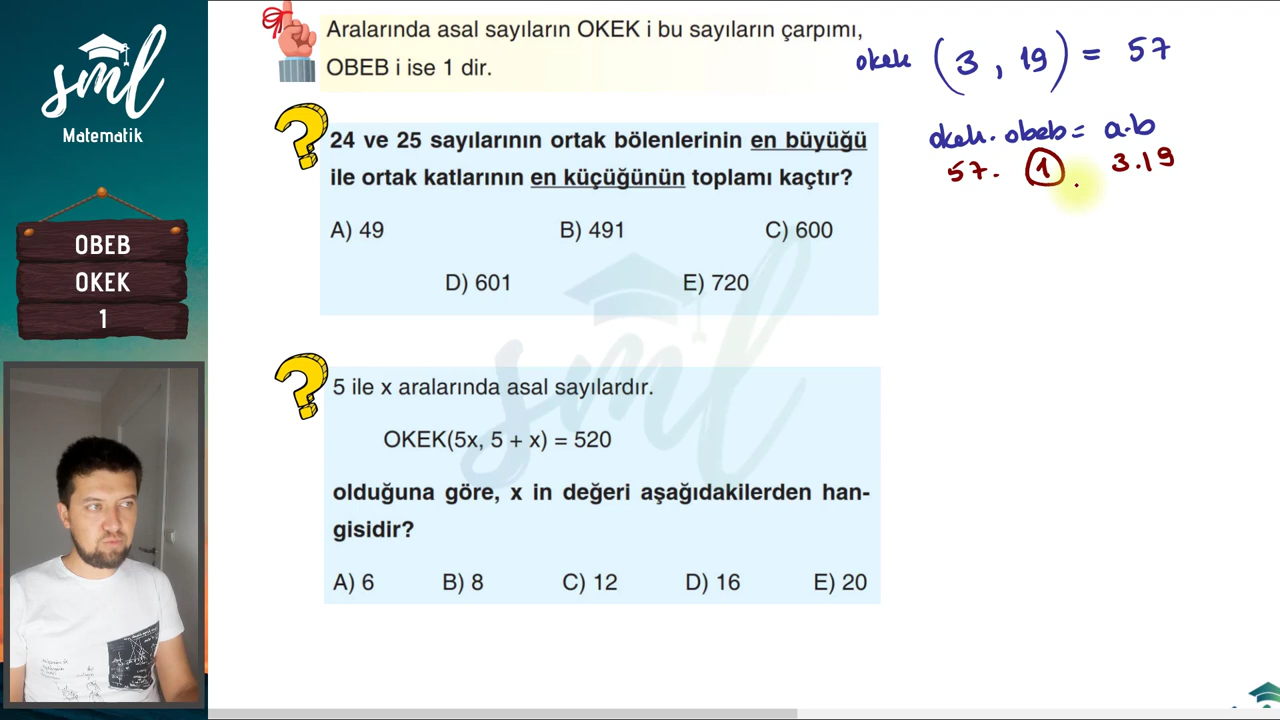 sml
Matematik
OBEB
OKEK
1
Aralarında asal sayıların OKEK i bu sayıların çarpımı,
OBEB i ise 1 dir.
okek (3, 19) = 57
okek. obeb = a.b
57. 1 . 3.19
24 ve 25 sayılarının ortak bölenlerinin en büyüğü
ile ortak katlarının en küçüğünün toplamı kaçtır?
A) 49 B) 491 C) 600
D) 601 E) 720
5 ile x aralarında asal sayılardır.
OKEK(5x, 5 + x) = 520
olduğuna göre, x in değeri aşağıdakilerden han-
gisidir?
A) 6 B) 8 C) 12 D) 16 E) 20
sml